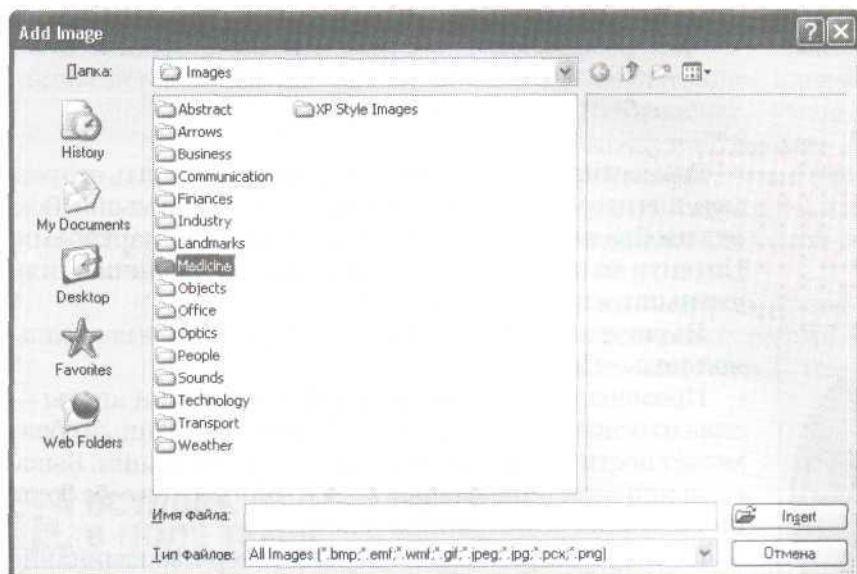 Add Image
Папка: Images
History
My Documents
Desktop
Favorites
Web Folders
Abstract
Arrows
Business
Communication
Finances
Industry
Landmarks
Medicine
Objects
Office
Optics
People
Sounds
Technology
Transport
Weather
XP Style Images
Имя файла:
Insert
Тип файлов: All Images (*.bmp;*.emf;*.wmf;*.gif;*.jpeg;*.jpg;*.pcx;*.png)
Отмена